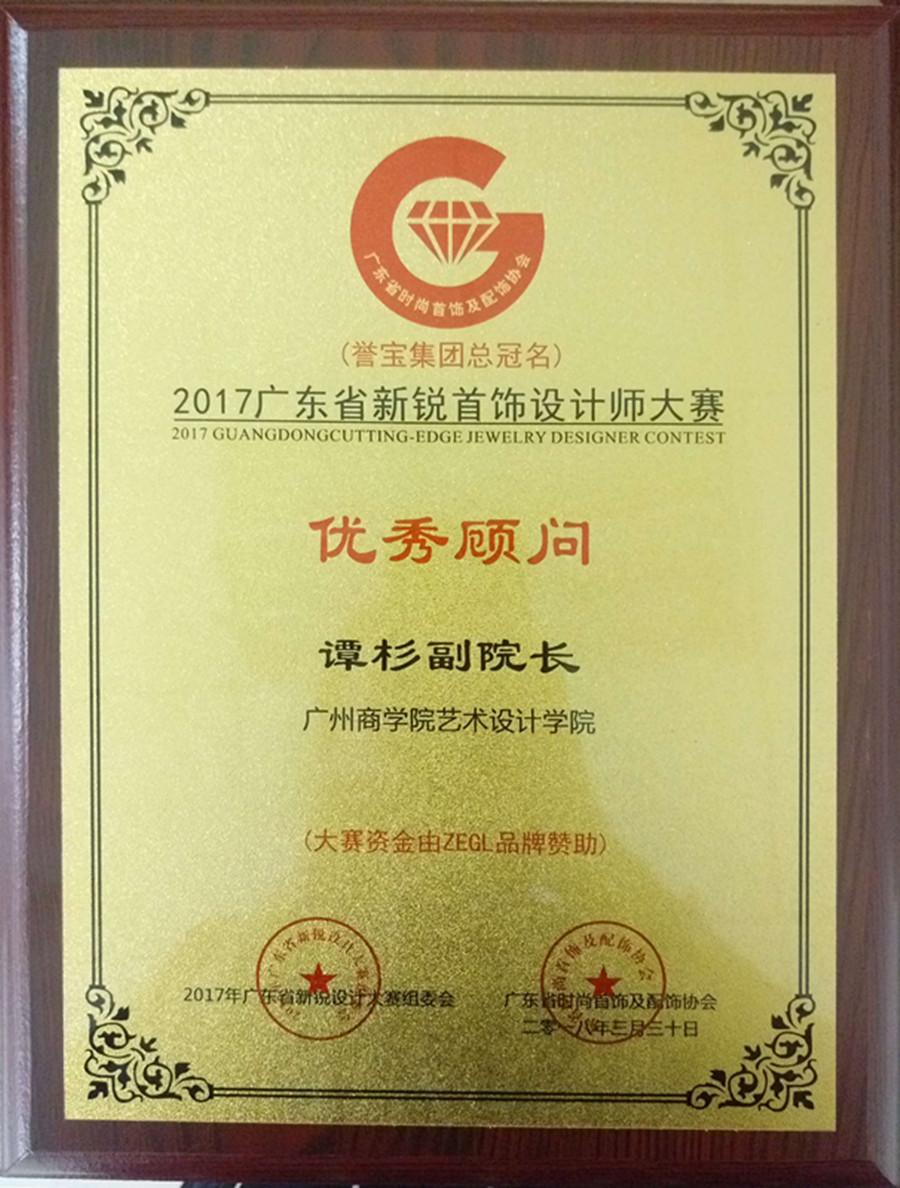 广东省时尚首饰及配饰协会
(誉宝集团总冠名)
2017广东省新锐首饰设计师大赛
2017 GUANGDONGCUTTING-EDGE JEWELRY DESIGNER CONTEST
优秀顾问
谭杉副院长
广州商学院艺术设计学院
(大赛资金由ZEGL品牌赞助)
2017年广东省新锐设计大赛组委会
广东省时尚首饰及配饰协会
二零一八年三月三十日